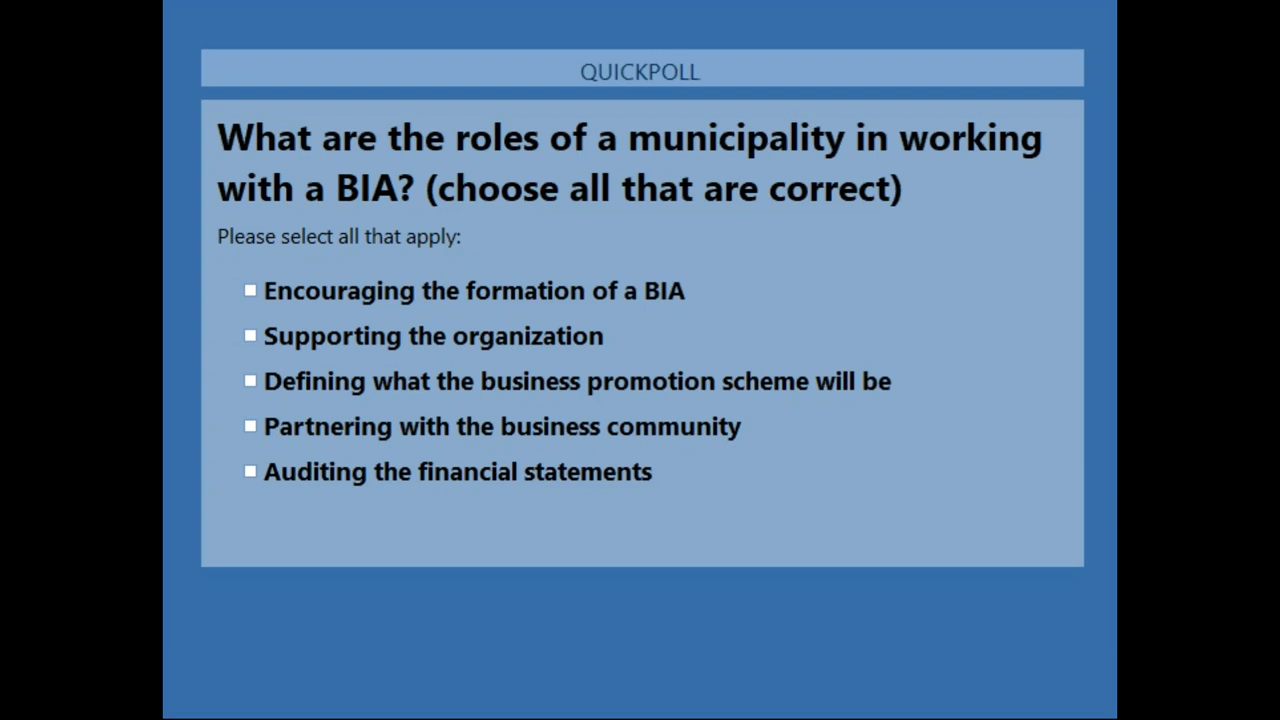 QUICKPOLL
What are the roles of a municipality in working
with a BIA? (choose all that are correct)
Please select all that apply:
Encouraging the formation of a BIA
Supporting the organization
Defining what the business promotion scheme will be
Partnering with the business community
Auditing the financial statements